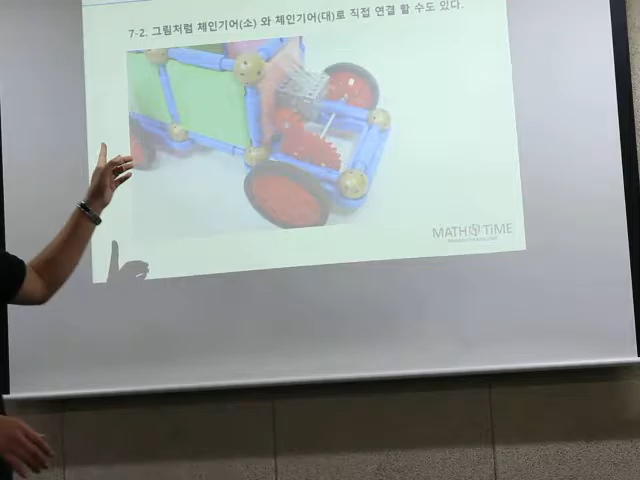 7-2. 그림처럼 체인기어(소) 와 체인기어(대)로 직접 연결 할 수도 있다.
MATH TiME